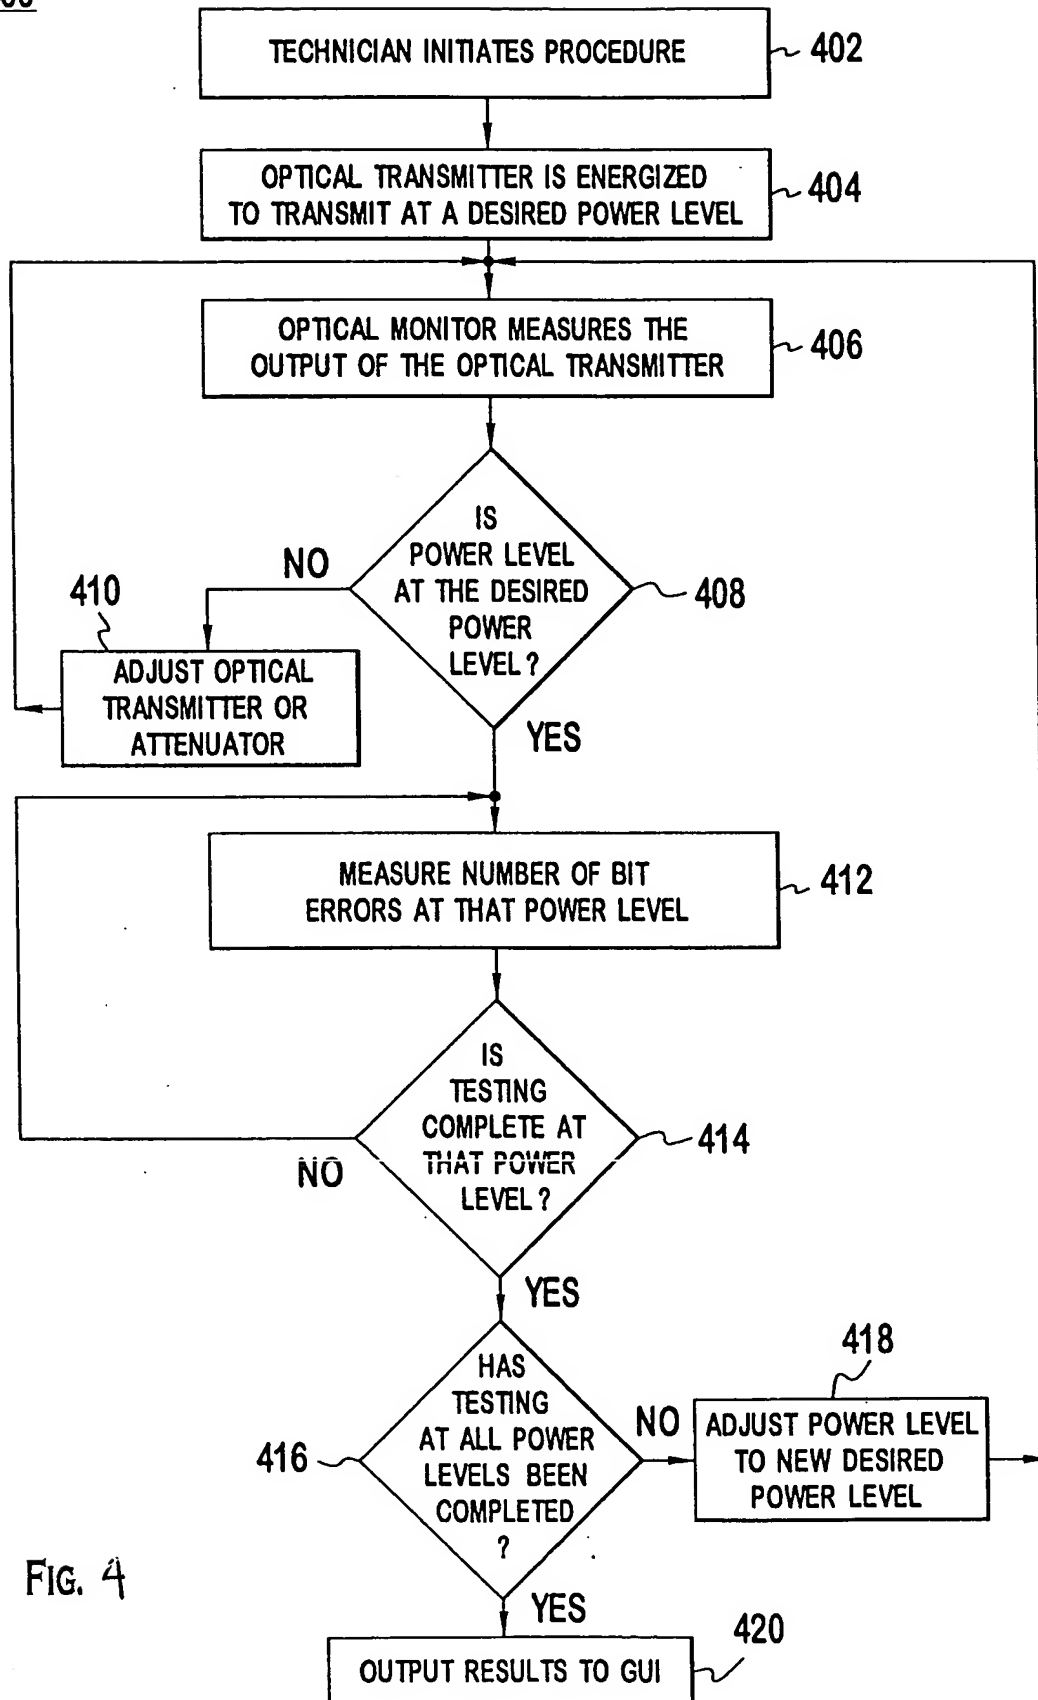 TECHNICIAN INITIATES PROCEDURE
402
OPTICAL TRANSMITTER IS ENERGIZED
TO TRANSMIT AT A DESIRED POWER LEVEL
404
OPTICAL MONITOR MEASURES THE
OUTPUT OF THE OPTICAL TRANSMITTER
406
IS
POWER LEVEL
AT THE DESIRED
POWER
LEVEL?
408
NO
410
ADJUST OPTICAL
TRANSMITTER OR
ATTENUATOR
YES
MEASURE NUMBER OF BIT
ERRORS AT THAT POWER LEVEL
412
IS
TESTING
COMPLETE AT
THAT POWER
LEVEL?
414
NO
YES
HAS
TESTING
AT ALL POWER
LEVELS BEEN
COMPLETED
?
416
NO
418
ADJUST POWER LEVEL
TO NEW DESIRED
POWER LEVEL
YES
FIG. 4
OUTPUT RESULTS TO GUI
420